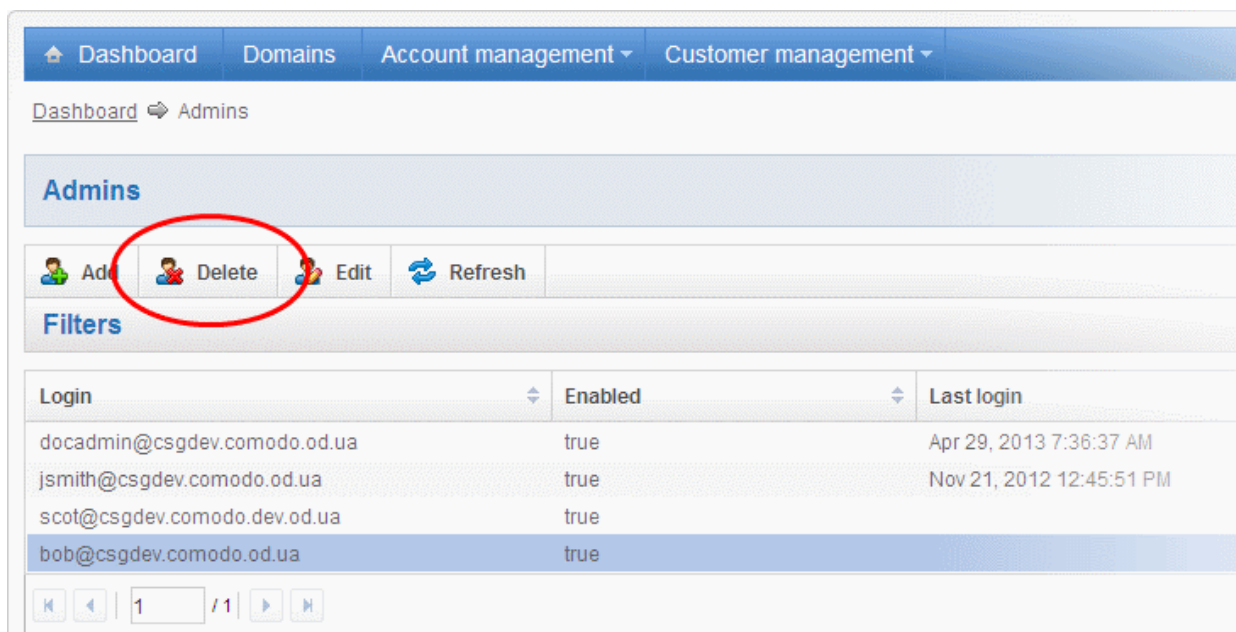 Dashboard Domains Account management Customer management
Dashboard Admins
Admins
Add Delete Edit Refresh
Filters
Login Enabled Last login
docadmin@csgdev.comodo.od.ua true Apr 29, 2013 7:36:37 AM
jsmith@csgdev.comodo.od.ua true Nov 21, 2012 12:45:51 PM
scot@csgdev.comodo.dev.od.ua true
bob@csgdev.comodo.od.ua true
1 / 1